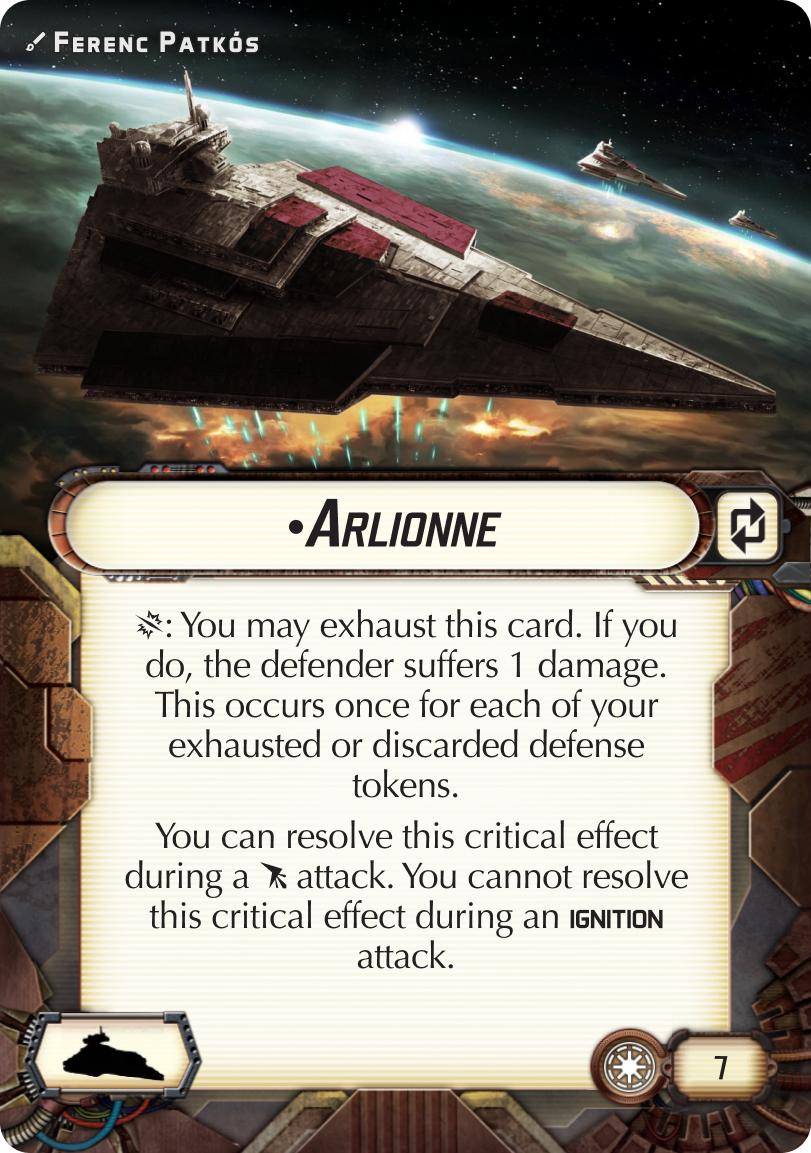 FERENC PATKÓS
•ARLIONNE
: You may exhaust this card. If you
do, the defender suffers 1 damage.
This occurs once for each of your
exhausted or discarded defense
tokens.
You can resolve this critical effect
during a attack. You cannot resolve
this critical effect during an IGNITION
attack.
7